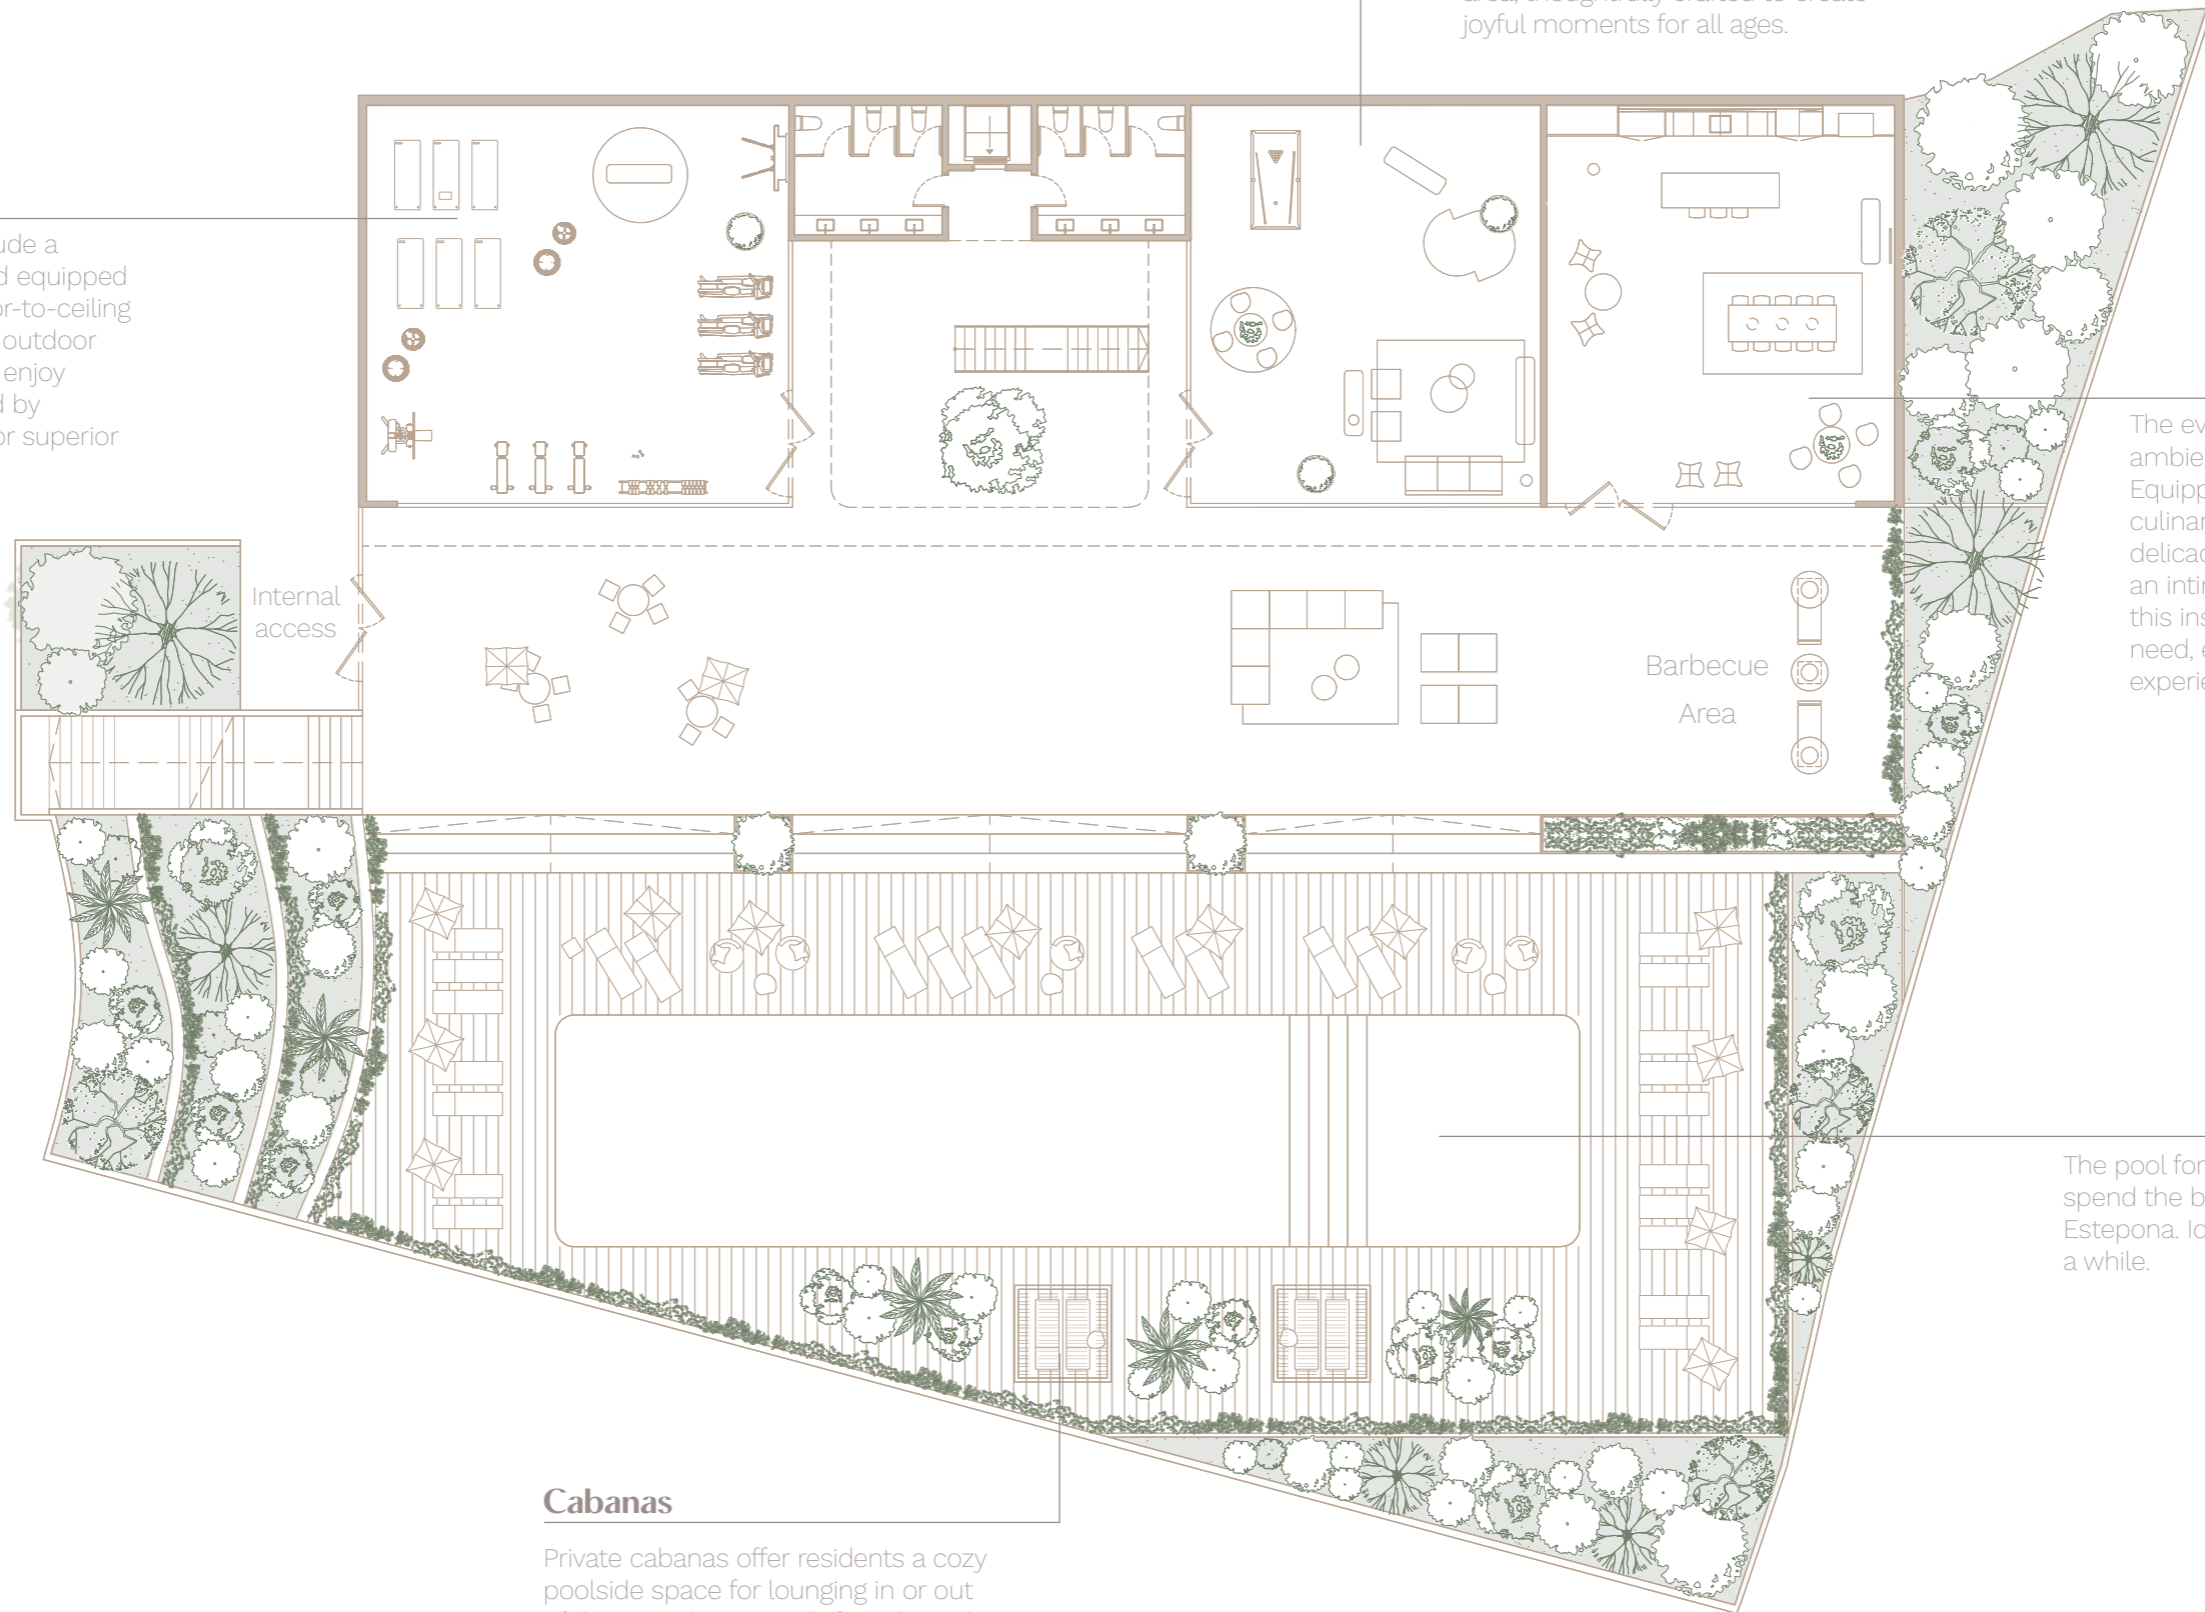 joyful moments for all ages.
ude a
d equipped
or-to-ceiling
outdoor
enjoy
d by
or superior
Internal
access
Barbecue
Area
The ev
ambie
Equipp
culinar
delicac
an intir
this ins
need, e
experie
The pool for
spend the b
Estepona. Id
a while.
Cabanas
Private cabanas offer residents a cozy
poolside space for lounging in or out